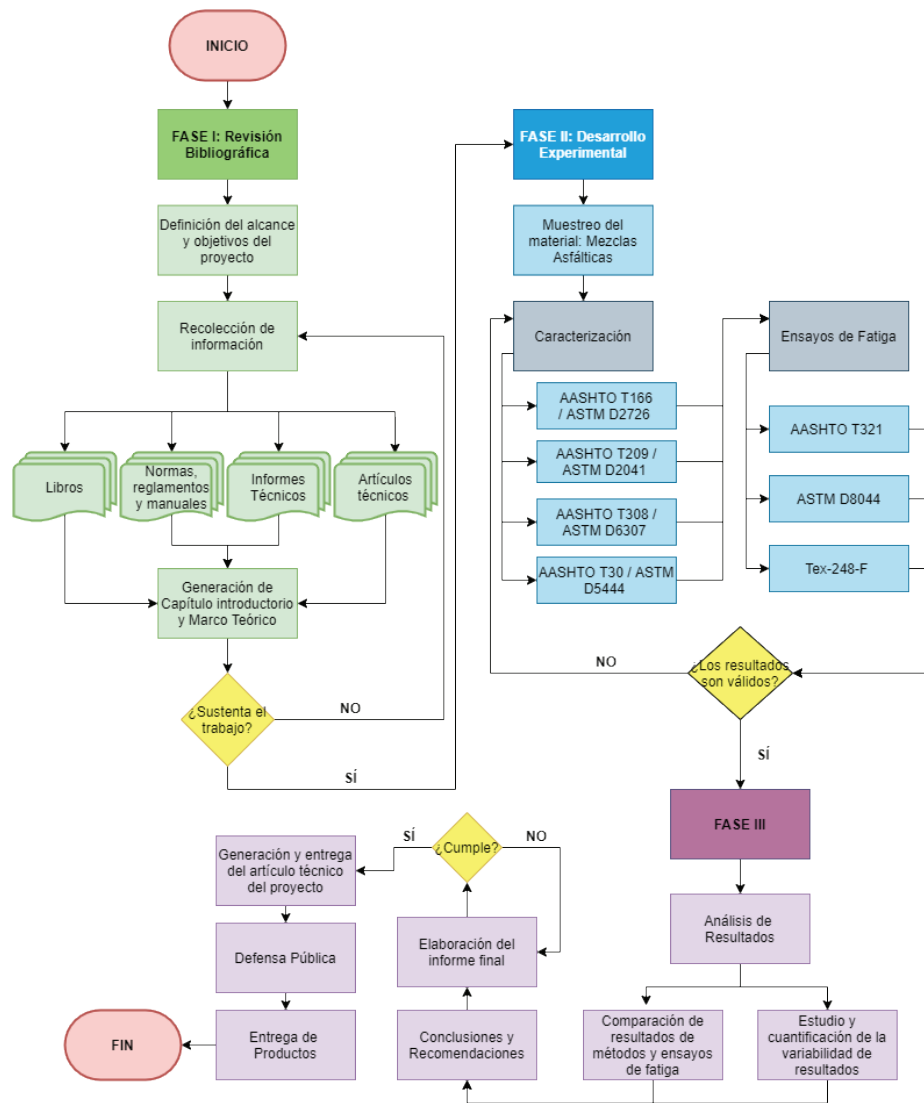 INICIO
FASE I: Revisión
Bibliográfica
Definición del alcance
y objetivos del
proyecto
Recolección de
información
Libros
Normas,
reglamentos
y manuales
Informes
Técnicos
Artículos
técnicos
Generación de
Capítulo introductorio
y Marco Teórico
¿Sustenta el
trabajo?
NO
SÍ
FASE II: Desarrollo
Experimental
Muestreo del
material: Mezclas
Asfálticas
Caracterización
AASHTO T166
/ ASTM D2726
AASHTO T209 /
ASTM D2041
AASHTO T308 /
ASTM D6307
AASHTO T30 / ASTM
D5444
Ensayos de Fatiga
AASHTO T321
ASTM D8044
Tex-248-F
¿Los resultados
son válidos?
NO
SÍ
FASE III
Análisis de
Resultados
Comparación de
resultados de
métodos y ensayos
de fatiga
Estudio y
cuantificación de la
variabilidad de
resultados
Conclusiones y
Recomendaciones
Elaboración del
informe final
¿Cumple?
NO
SÍ
Generación y entrega
del artículo técnico
del proyecto
Defensa Pública
Entrega de
Productos
FIN